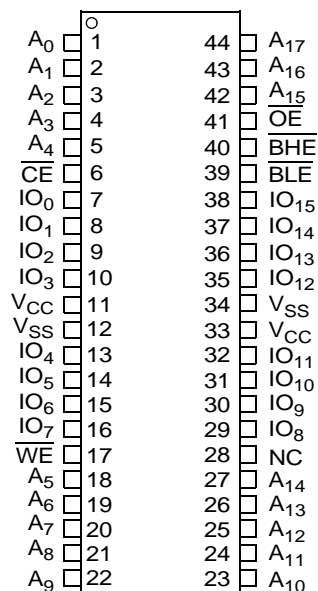 A0 1 44 A17
A1 2 43 A16
A2 3 42 A15
A3 4 41 OE
A4 5 40 BHE
CE 6 39 BLE
IO0 7 38 IO15
IO1 8 37 IO14
IO2 9 36 IO13
IO3 10 35 IO12
VCC 11 34 VSS
VSS 12 33 VCC
IO4 13 32 IO11
IO5 14 31 IO10
IO6 15 30 IO9
IO7 16 29 IO8
WE 17 28 NC
A5 18 27 A14
A6 19 26 A13
A7 20 25 A12
A8 21 24 A11
A9 22 23 A10